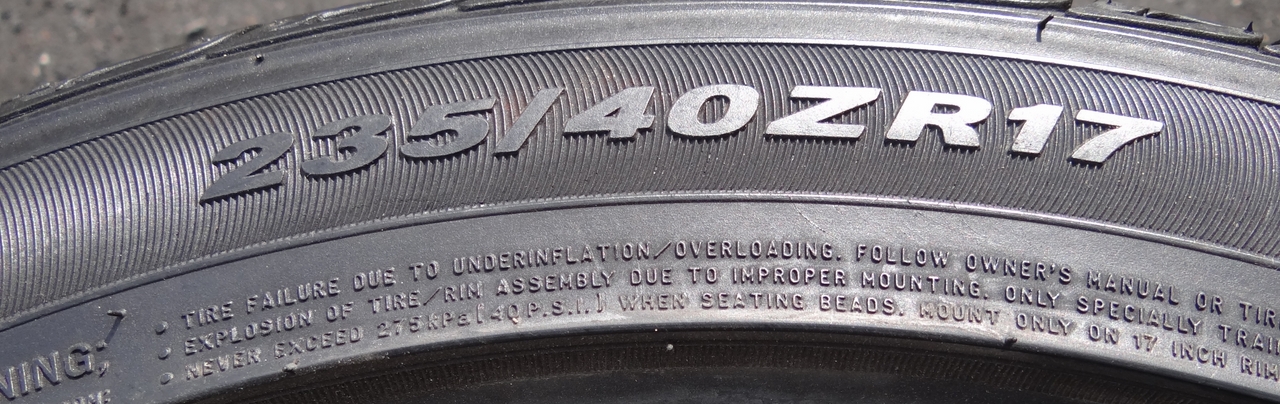 235/40ZR17
• TIRE FAILURE DUE TO UNDERINFLATION/OVERLOADING. FOLLOW OWNER'S MANUAL OR TIR
• EXPLOSION OF TIRE/RIM ASSEMBLY DUE TO IMPROPER MOUNTING. ONLY SPECIALLY TRAI
• NEVER EXCEED 275kPa(40P.S.I.) WHEN SEATING BEADS. MOUNT ONLY ON 17 INCH RIM
NING;